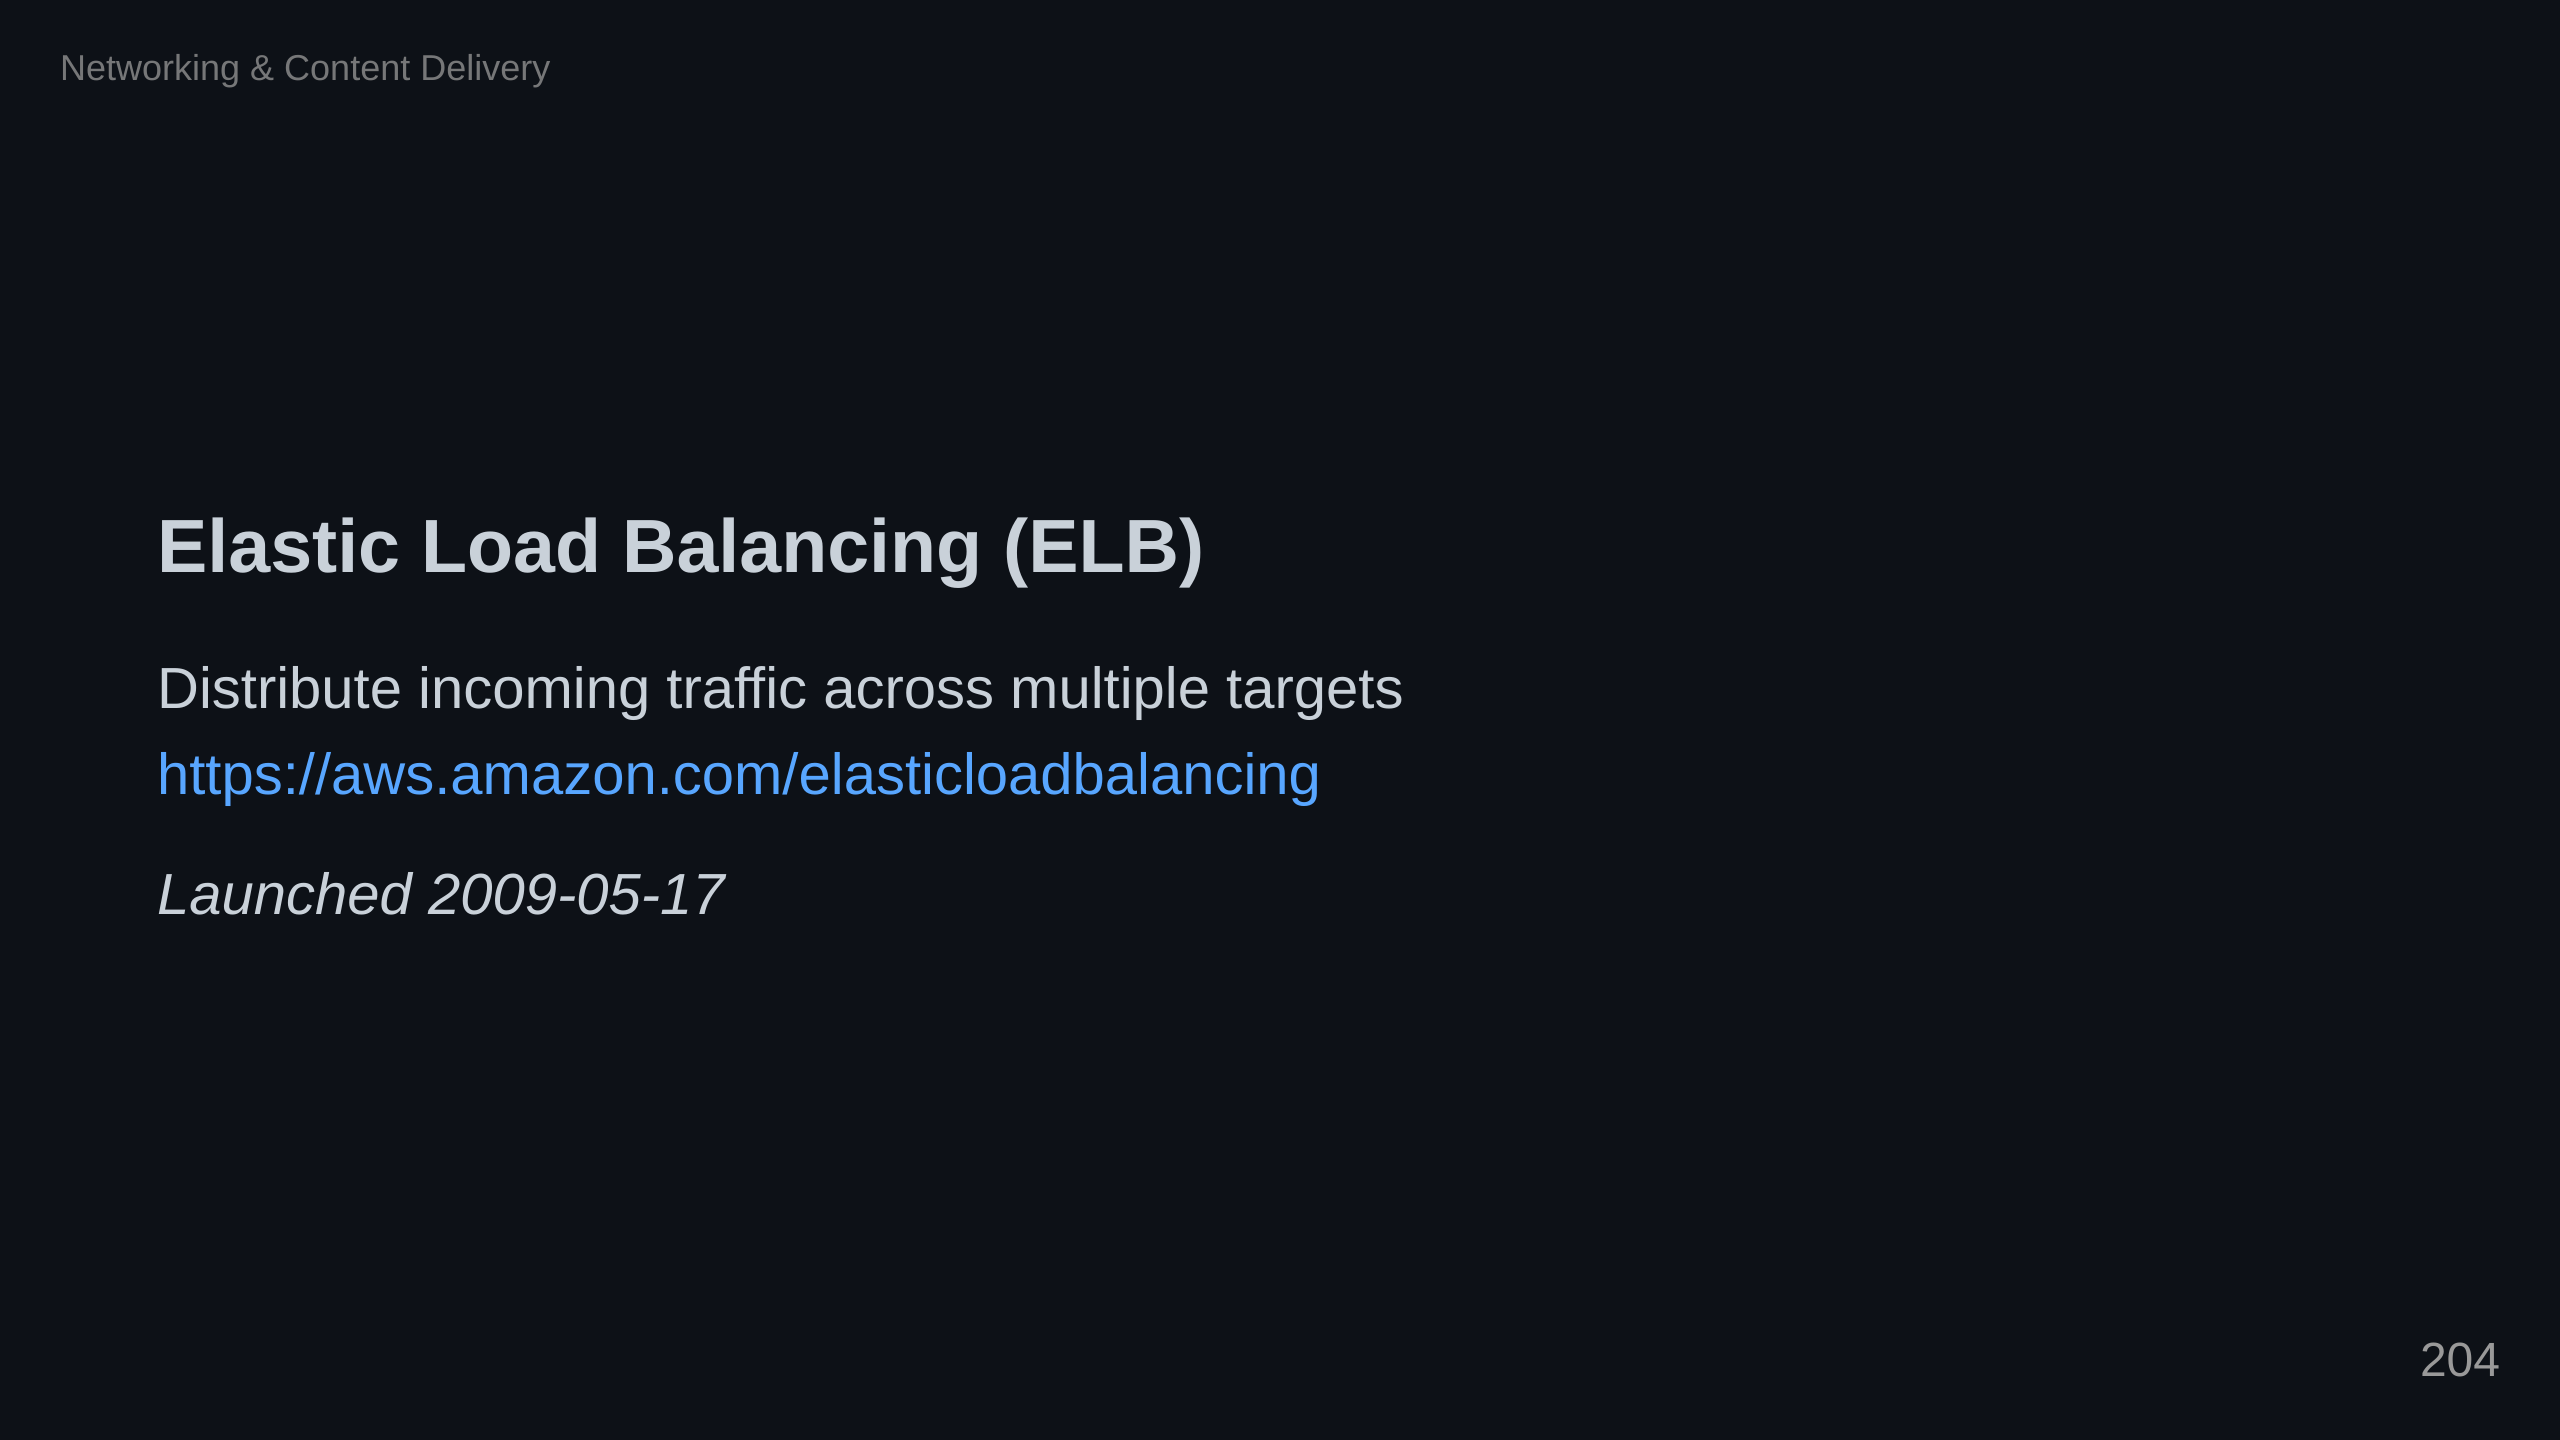 Networking & Content Delivery
Elastic Load Balancing (ELB)
Distribute incoming traffic across multiple targets
https://aws.amazon.com/elasticloadbalancing
Launched 2009-05-17
204